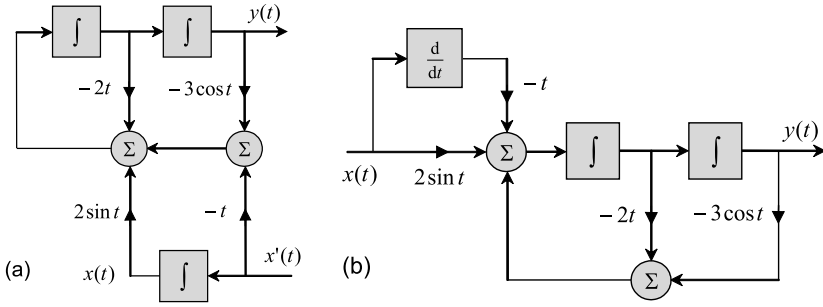 ∫ ∫ y(t)
−2t −3cos t
Σ Σ
2sin t −t
∫
x(t) x'(t)
(a)
d/dt
−t
Σ ∫ ∫ y(t)
x(t) 2sin t
−2t −3cos t
Σ
(b)